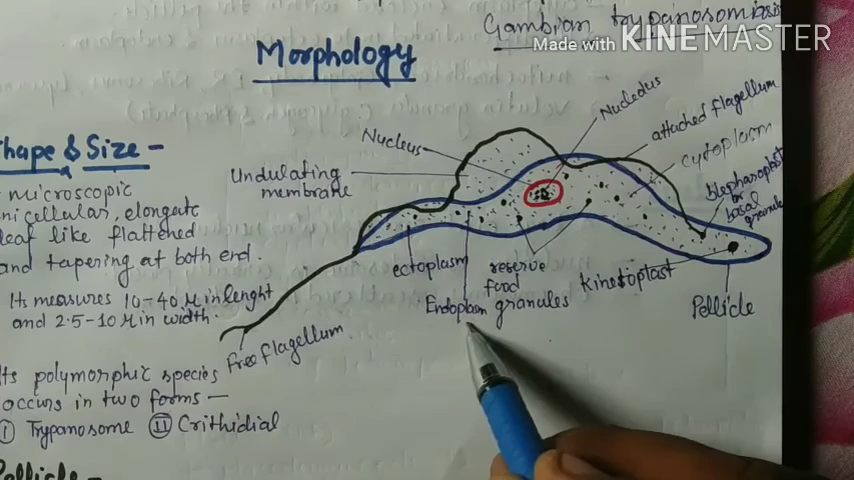 Gambian trypanosomiasis
Made with KINEMASTER
Morphology
Shape & Size -
microscopic
unicellular, elongate
leaf like flattened
and tapering at both end.
Its measures 10-40 μ in lenght
and 2.5-10 μ in width.
Its polymorphic species
occurs in two forms -
I Trypanosome II Crithidial
Pellicle -
Nucleus
Nucleolus
attached flagellum
cytoplasm
Undulating
membrane
blepharoplast
or
basal
granule
ectoplasm
Endoplasm
reserve
food
granules
Kinetoplast
Pellicle
Free flagellum